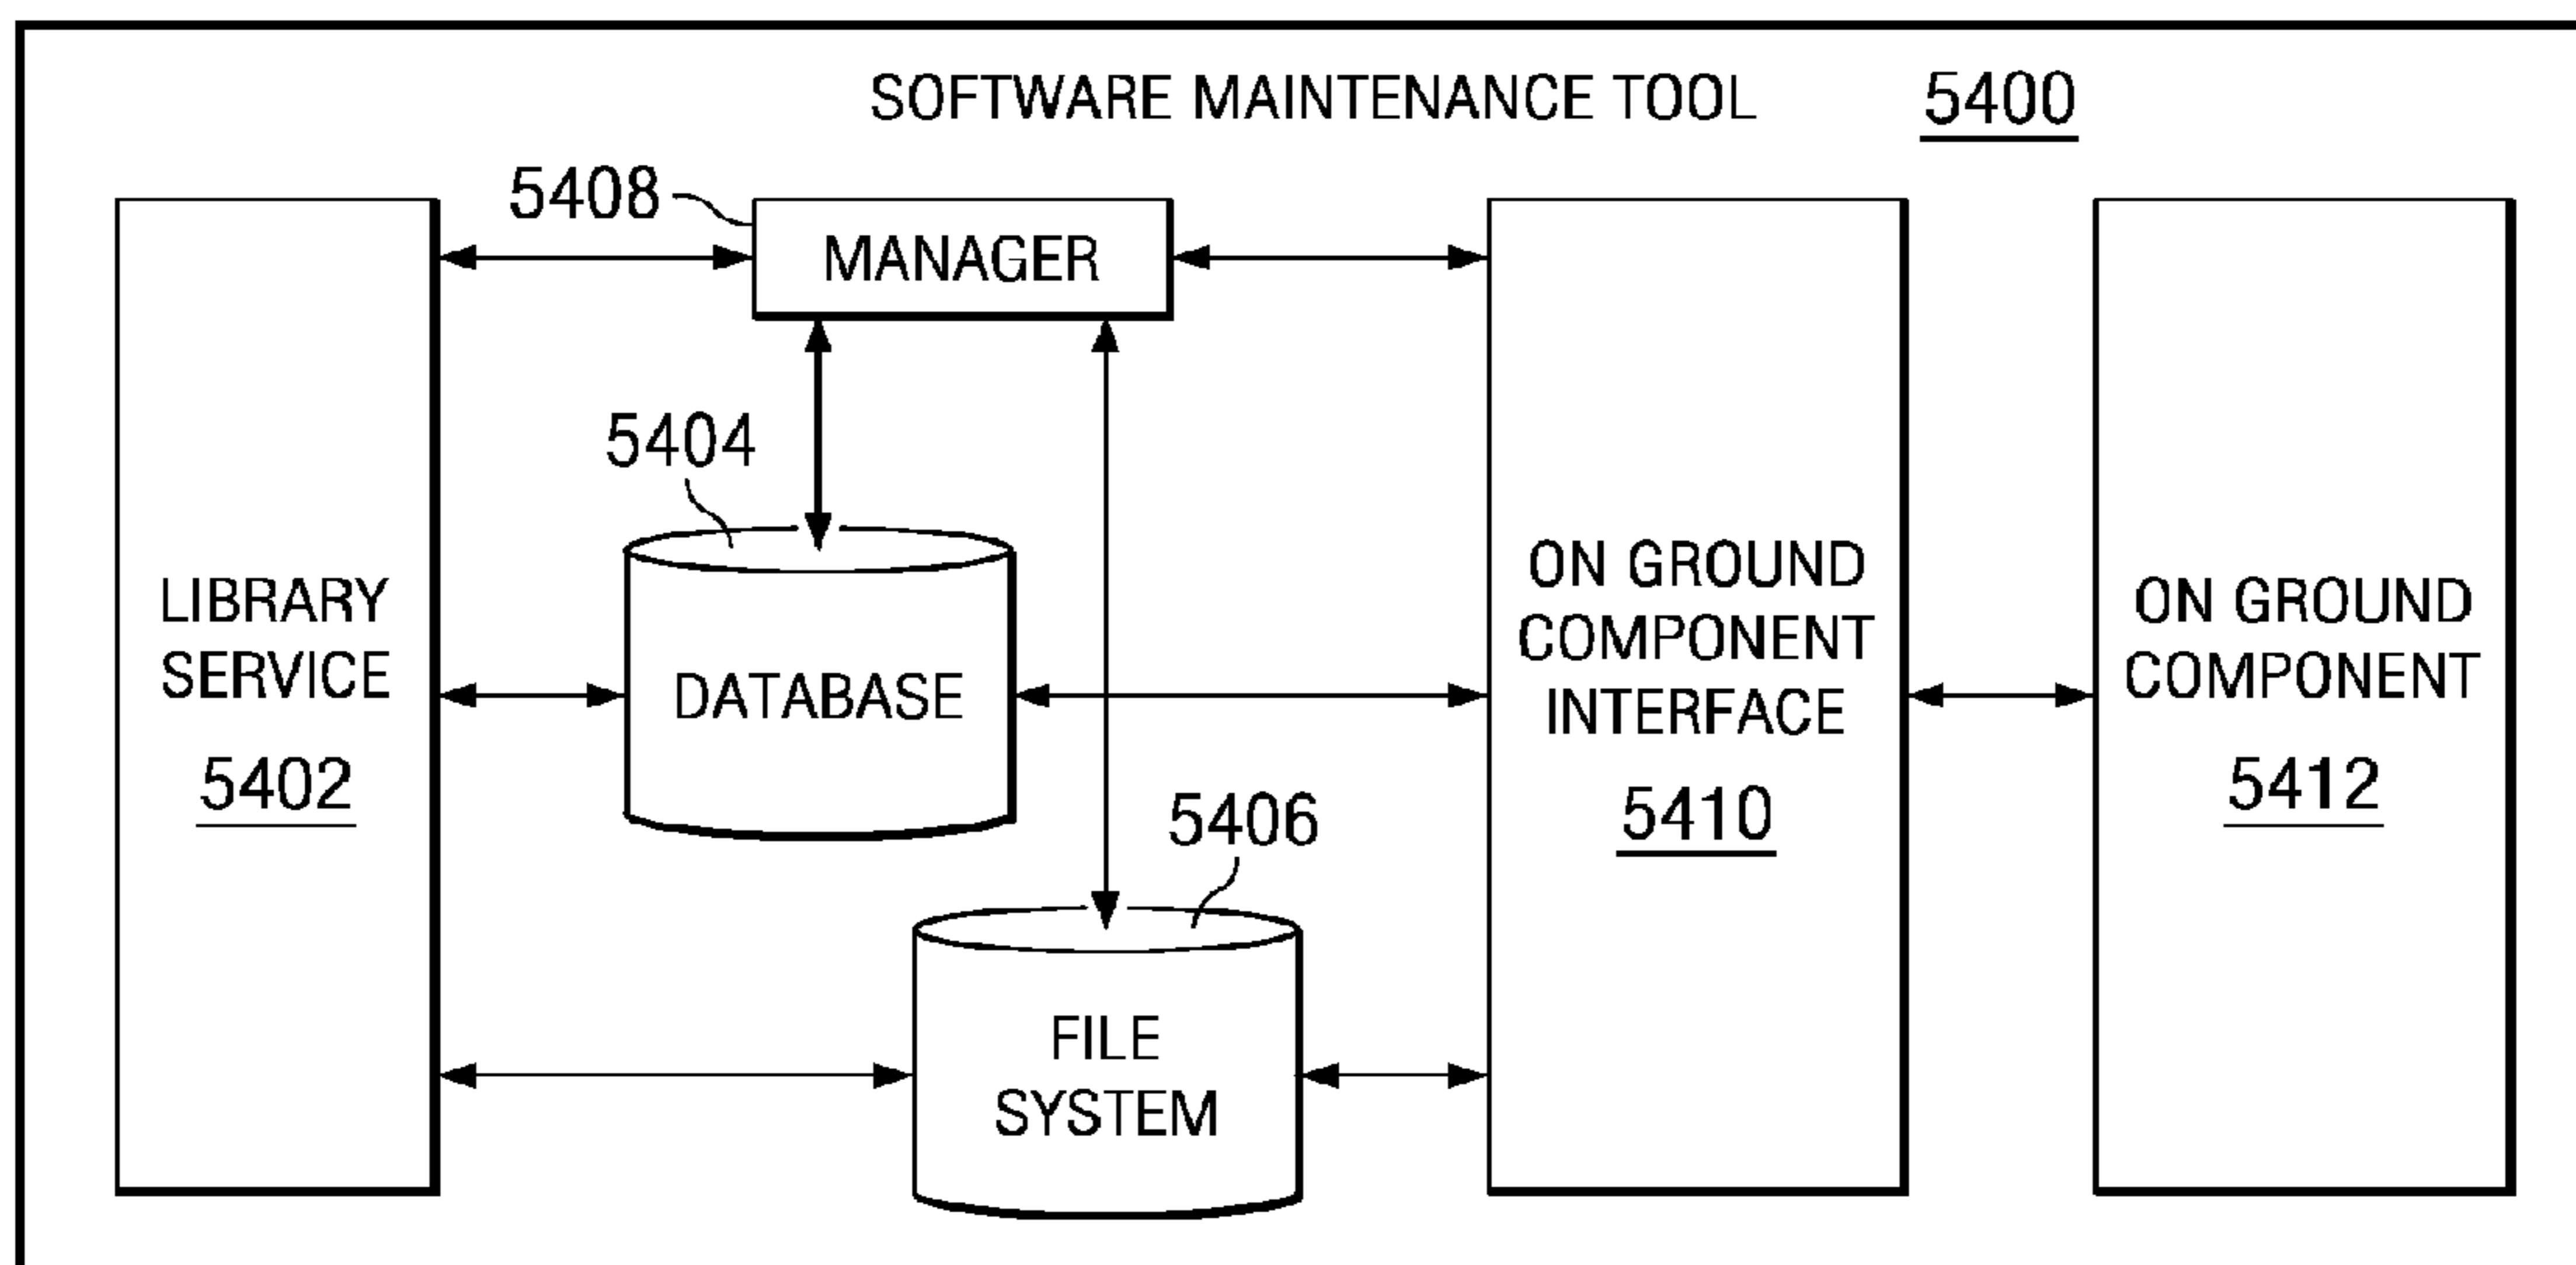 SOFTWARE MAINTENANCE TOOL 5400
5408
MANAGER
5404
LIBRARY
SERVICE
5402
DATABASE
5406
FILE
SYSTEM
ON GROUND
COMPONENT
INTERFACE
5410
ON GROUND
COMPONENT
5412